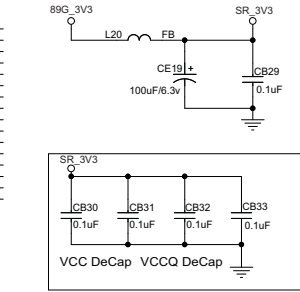 89G_3V3 SR_3V3
L20 FB
CE19 + CB29
100uF/6.3v 0.1uF
SR_3V3
CB30 CB31 CB32 CB33
0.1uF 0.1uF 0.1uF 0.1uF
VCC DeCap VCCQ DeCap